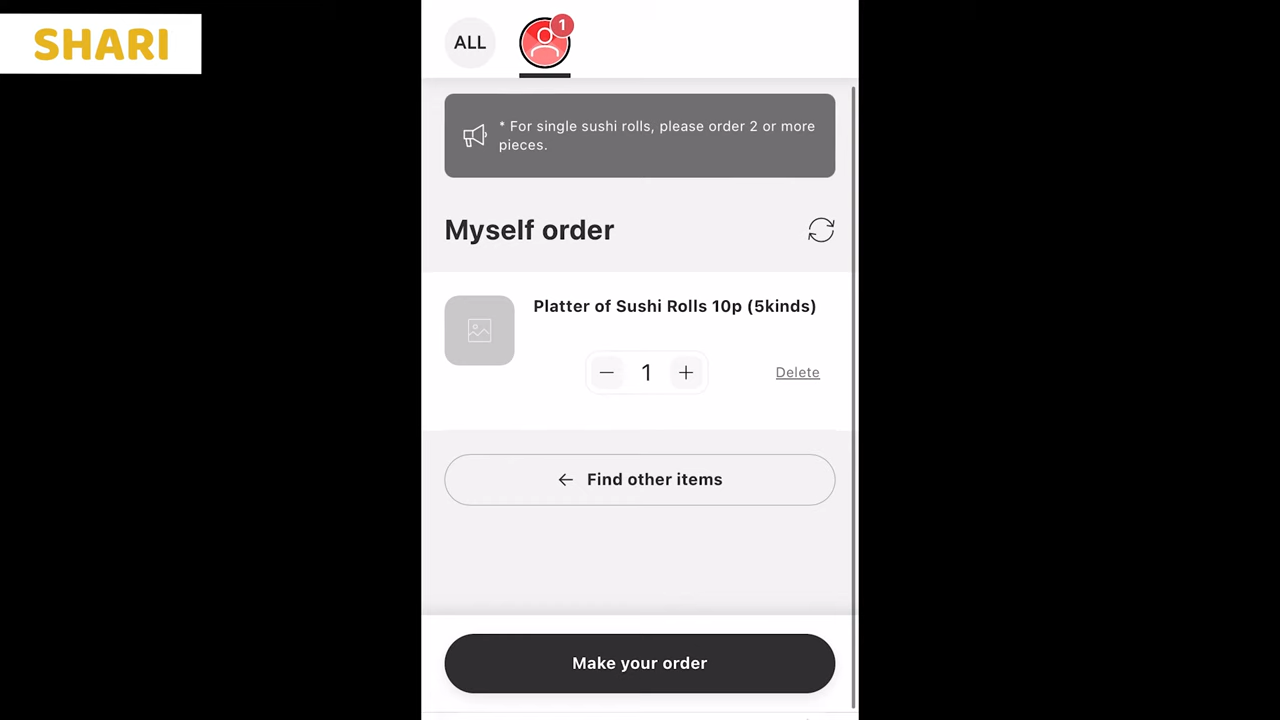 SHARI
ALL
1
* For single sushi rolls, please order 2 or more
pieces.
Myself order
Platter of Sushi Rolls 10p (5kinds)
1
Delete
Find other items
Make your order